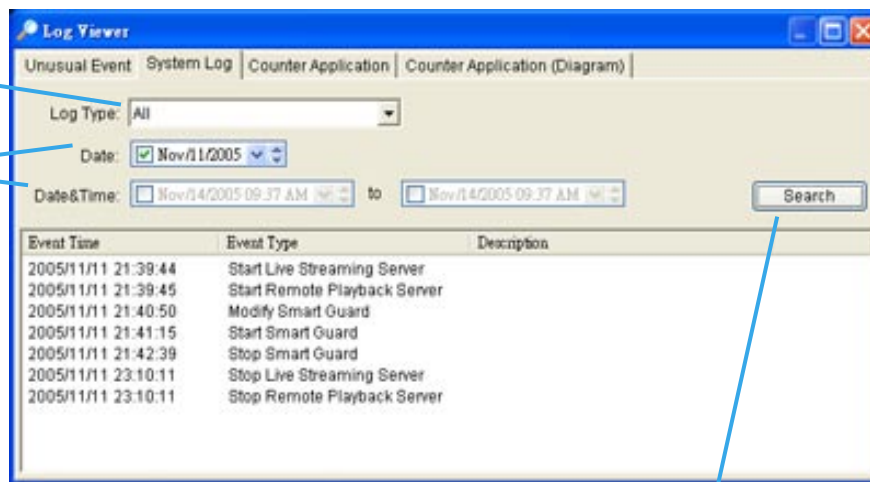 Log Viewer
Unusual Event System Log Counter Application Counter Application (Diagram)
Log Type: All
Date: Nov/11/2005
Date&Time: Nov/14/2005 09:37 AM to Nov/14/2005 09:37 AM Search
Event Time Event Type Description
2005/11/11 21:39:44 Start Live Streaming Server
2005/11/11 21:39:45 Start Remote Playback Server
2005/11/11 21:40:50 Modify Smart Guard
2005/11/11 21:41:15 Start Smart Guard
2005/11/11 21:42:39 Stop Smart Guard
2005/11/11 23:10:11 Stop Live Streaming Server
2005/11/11 23:10:11 Stop Remote Playback Server